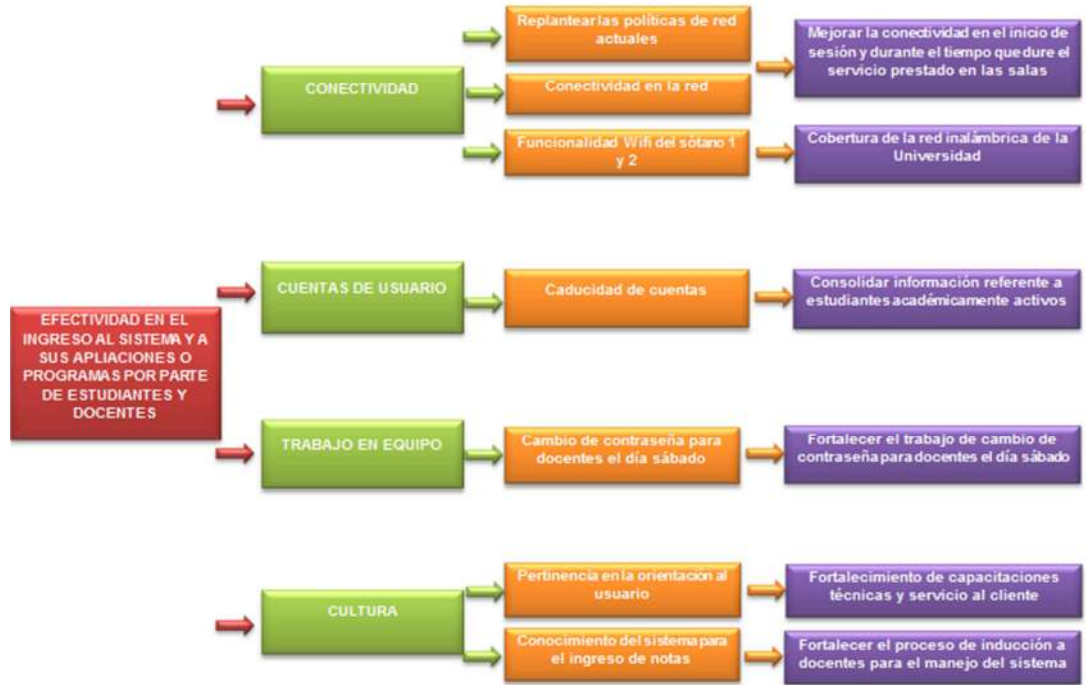 Replantear las políticas de red
actuales
Mejorar la conectividad en el inicio de
sesión y durante el tiempo que dure el
servicio prestado en las salas
CONECTIVIDAD
Conectividad en la red
Funcionalidad Wifi del sótano 1
y 2
Cobertura de la red inalámbrica de la
Universidad
CUENTAS DE USUARIO
Caducidad de cuentas
Consolidar información referente a
estudiantes académicamente activos
EFECTIVIDAD EN EL
INGRESO AL SISTEMA Y A
SUS APLIACIONES O
PROGRAMAS POR PARTE
DE ESTUDIANTES Y
DOCENTES
TRABAJO EN EQUIPO
Cambio de contraseña para
docentes el día sábado
Fortalecer el trabajo de cambio de
contraseña para docentes el día sábado
CULTURA
Pertinencia en la orientación al
usuario
Fortalecimiento de capacitaciones
técnicas y servicio al cliente
Conocimiento del sistema para
el ingreso de notas
Fortalecer el proceso de inducción a
docentes para el manejo del sistema